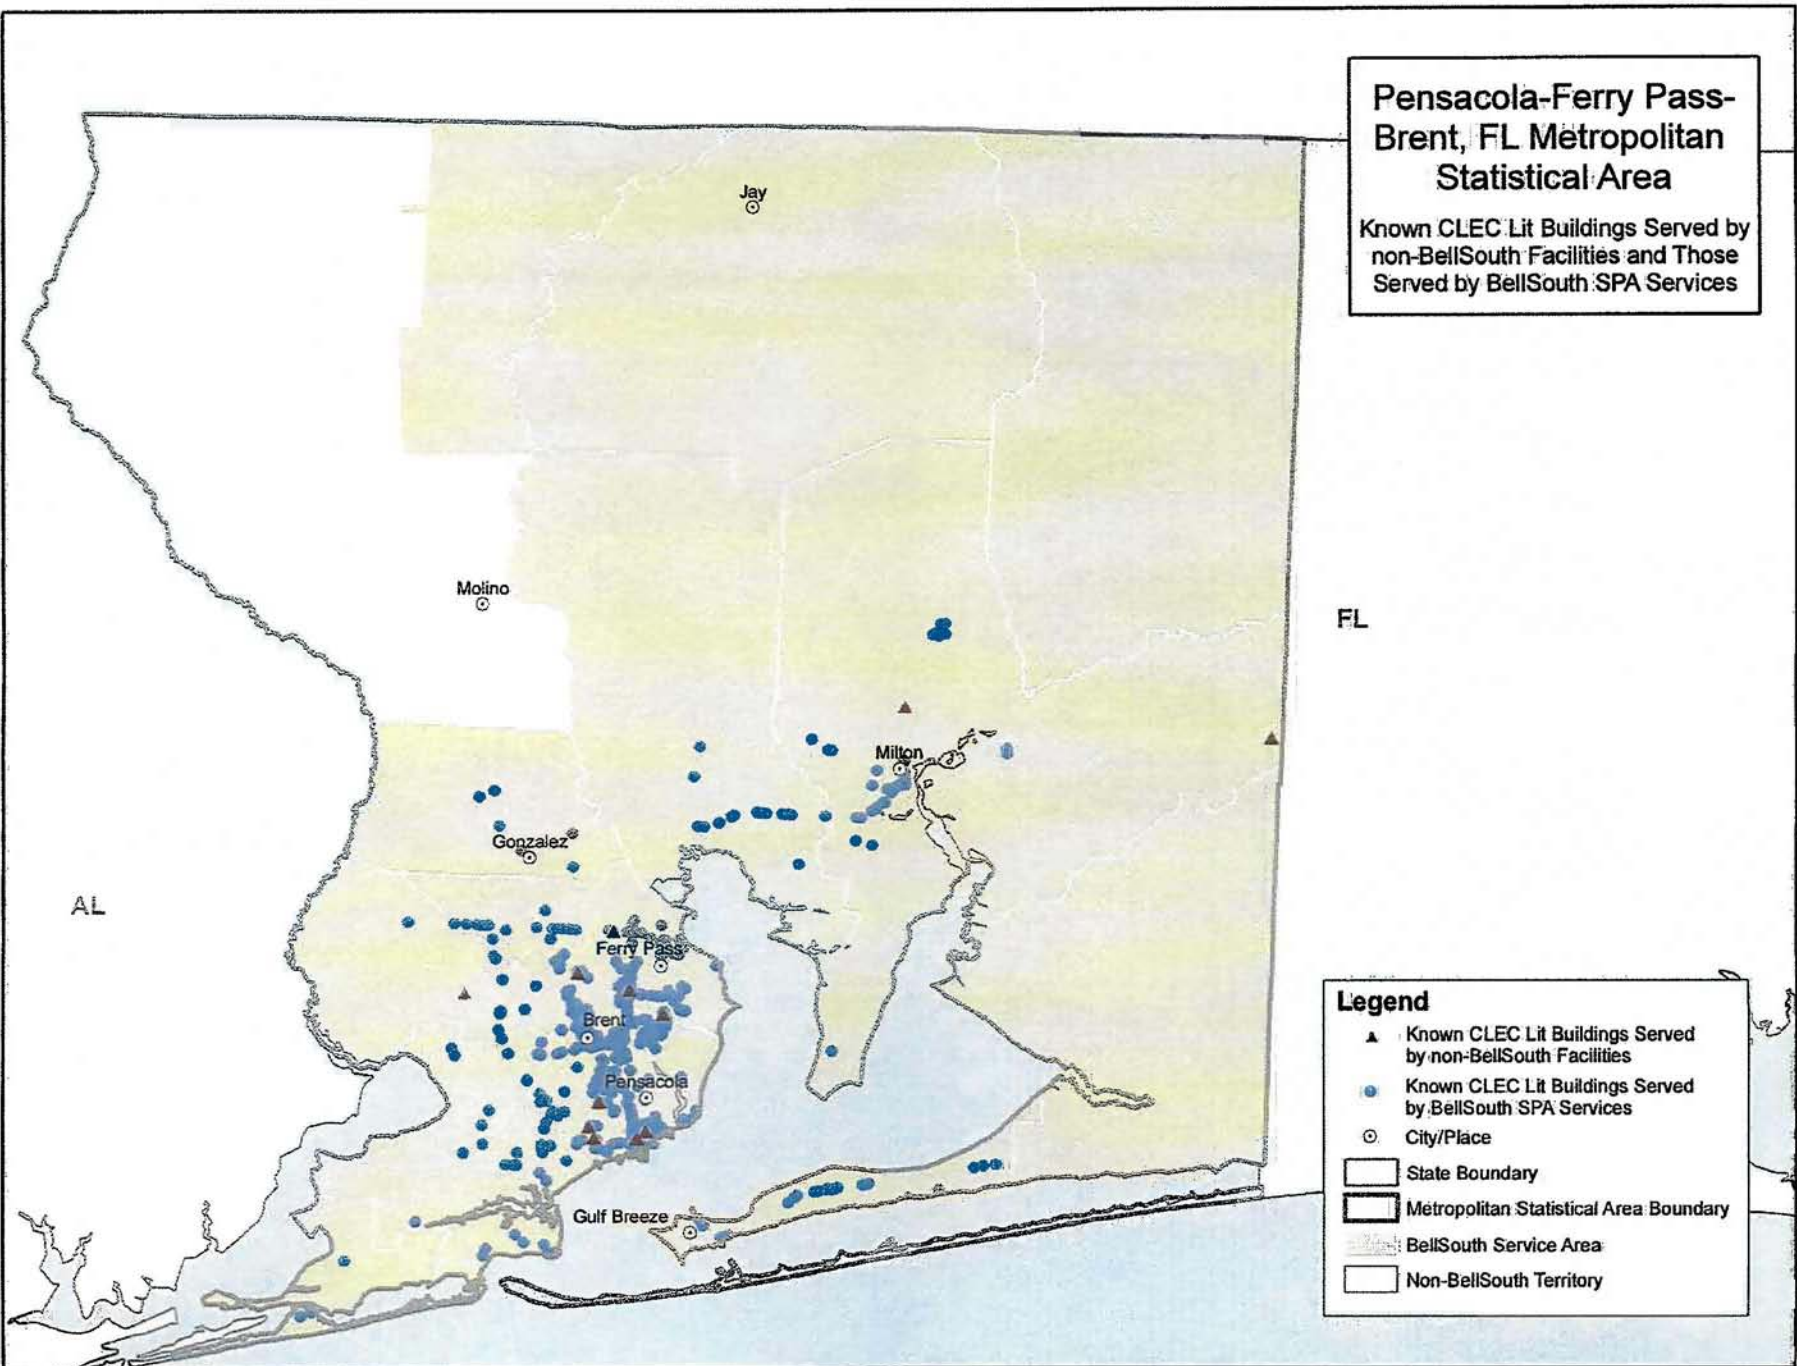 Pensacola-Ferry Pass-
Brent, FL Metropolitan
Statistical Area
Known CLEC Lit Buildings Served by
non-BellSouth Facilities and Those
Served by BellSouth SPA Services
Jay
Molino
FL
Milton
Gonzalez
AL
Ferry Pass
Brent
Pensacola
Gulf Breeze
Legend
Known CLEC Lit Buildings Served
by non-BellSouth Facilities
Known CLEC Lit Buildings Served
by BellSouth SPA Services
City/Place
State Boundary
Metropolitan Statistical Area Boundary
BellSouth Service Area
Non-BellSouth Territory